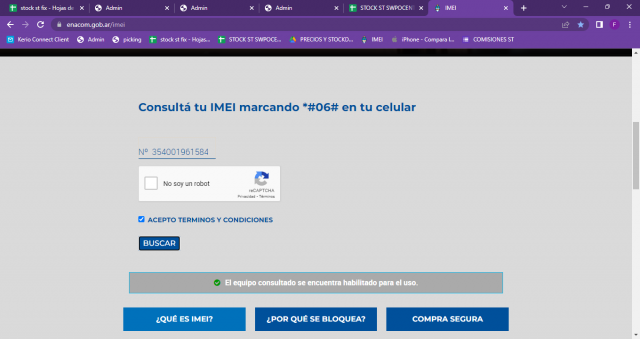 stock st fix - Hojas de
Admin
Admin
Admin
STOCK ST SWPOCENT
IMEI
enacom.gob.ar/imei
F
Kerio Connect Client
Admin
picking
stock st fix - Hojas...
STOCK ST SWPOCE...
PRECIOS Y STOCKD...
IMEI
iPhone - Compara l...
COMISIONES ST
Consultá tu IMEI marcando *#06# en tu celular
Nº 354001961584
No soy un robot
reCAPTCHA
Privacidad - Términos
ACEPTO TERMINOS Y CONDICIONES
BUSCAR
El equipo consultado se encuentra habilitado para el uso.
¿QUÉ ES IMEI?
¿POR QUÉ SE BLOQUEA?
COMPRA SEGURA